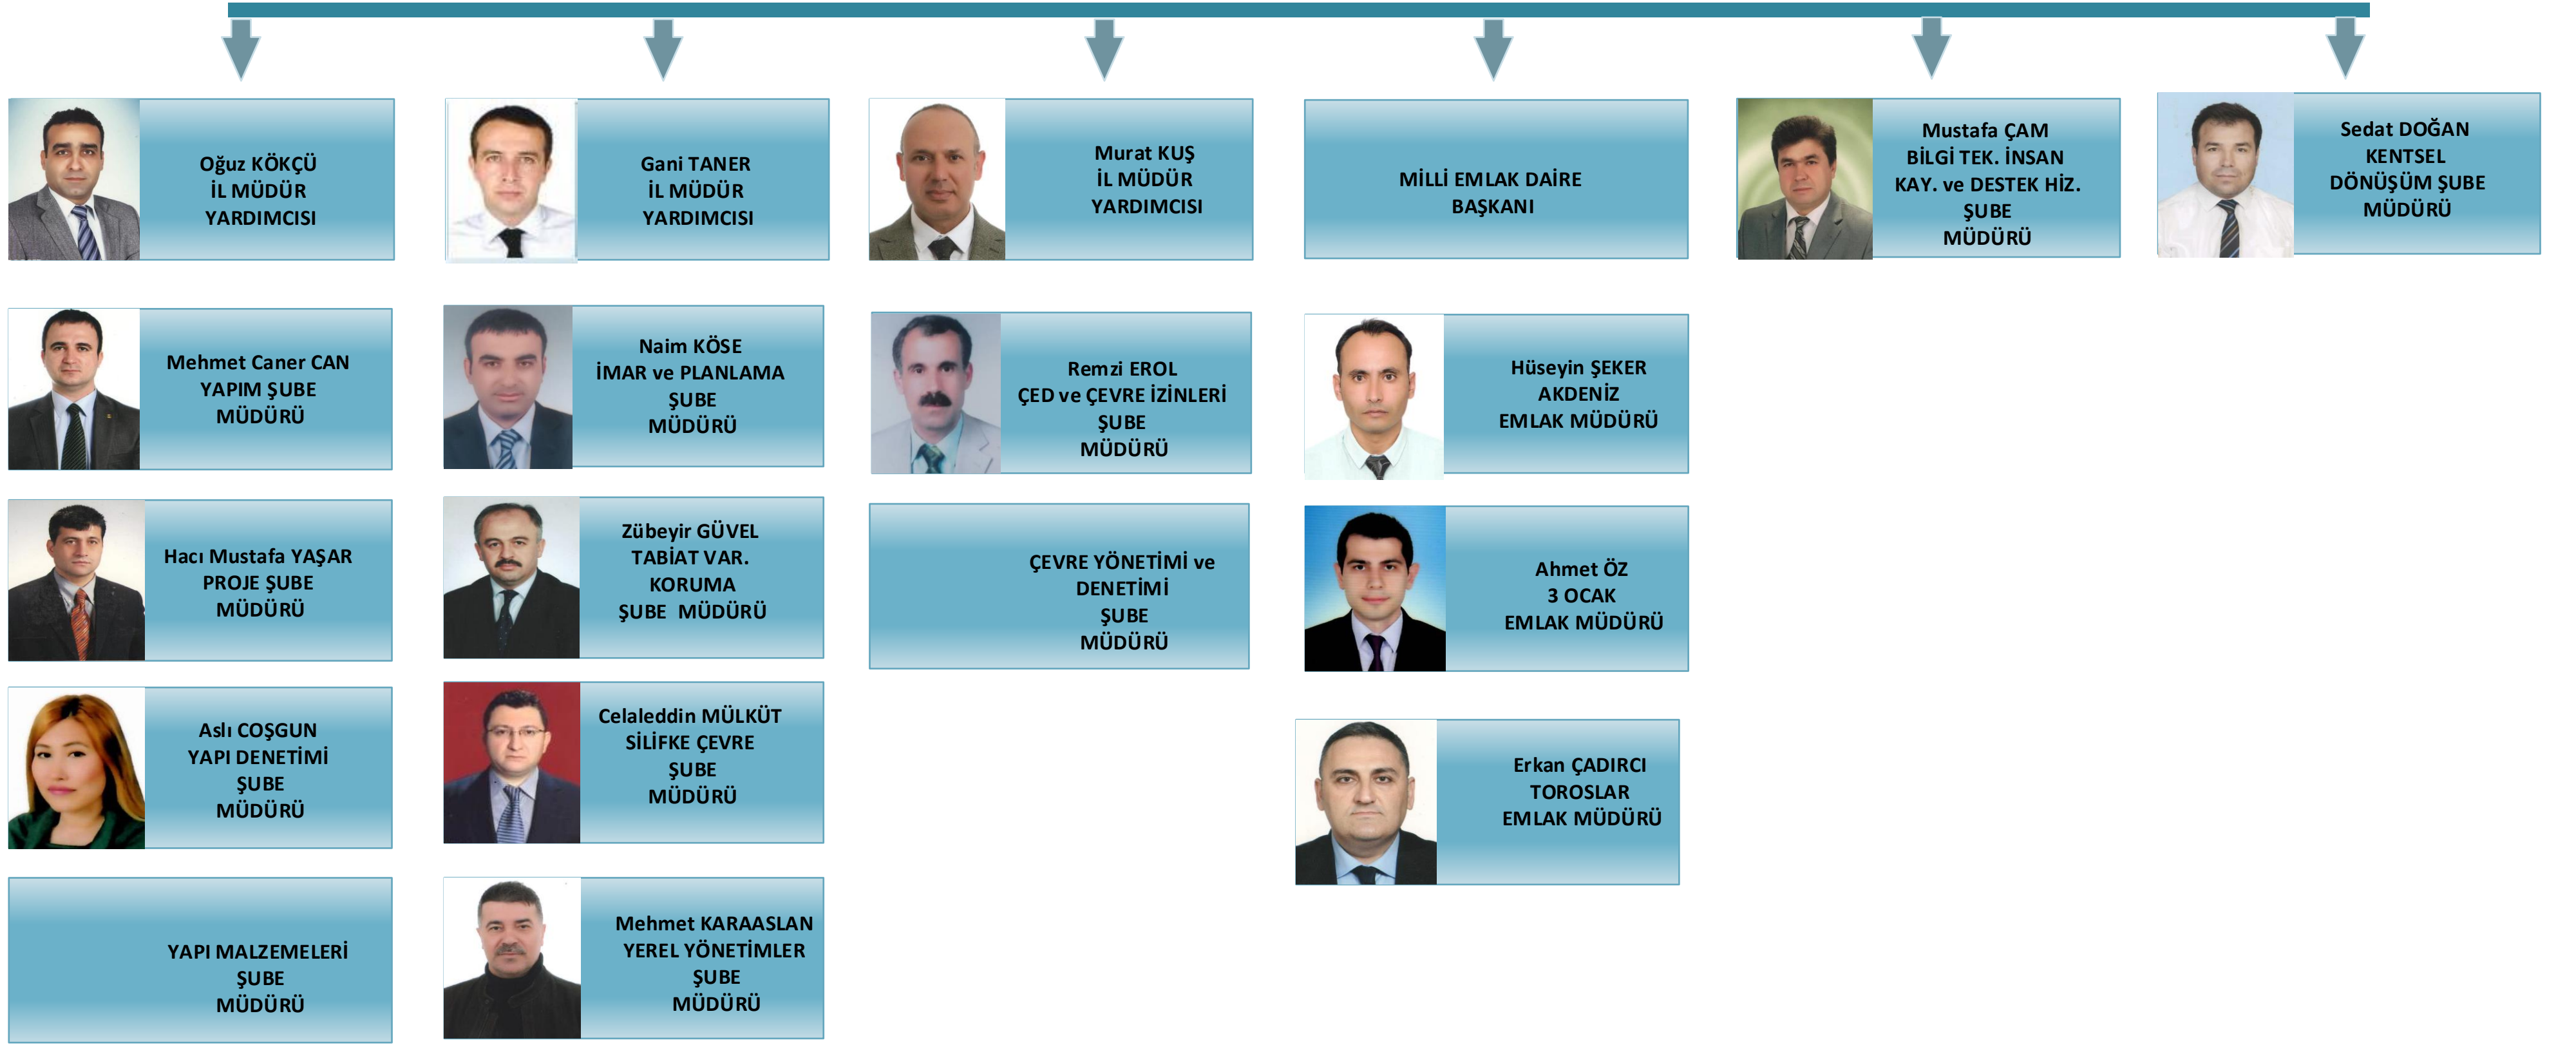 Oğuz KÖKÇÜ
İL MÜDÜR
YARDIMCISI
Gani TANER
İL MÜDÜR
YARDIMCISI
Murat KUŞ
İL MÜDÜR
YARDIMCISI
MİLLİ EMLAK DAİRE
BAŞKANI
Mustafa ÇAM
BİLGİ TEK. İNSAN
KAY. ve DESTEK HİZ.
ŞUBE
MÜDÜRÜ
Sedat DOĞAN
KENTSEL
DÖNÜŞÜM ŞUBE
MÜDÜRÜ
Mehmet Caner CAN
YAPIM ŞUBE
MÜDÜRÜ
Naim KÖSE
İMAR ve PLANLAMA
ŞUBE
MÜDÜRÜ
Remzi EROL
ÇED ve ÇEVRE İZİNLERİ
ŞUBE
MÜDÜRÜ
Hüseyin ŞEKER
AKDENİZ
EMLAK MÜDÜRÜ
Hacı Mustafa YAŞAR
PROJE ŞUBE
MÜDÜRÜ
Zübeyir GÜVEL
TABİAT VAR.
KORUMA
ŞUBE  MÜDÜRÜ
ÇEVRE YÖNETİMİ ve
DENETİMİ
ŞUBE
MÜDÜRÜ
Ahmet ÖZ
3 OCAK
EMLAK MÜDÜRÜ
Aslı COŞGUN
YAPI DENETİMİ
ŞUBE
MÜDÜRÜ
Celaleddin MÜLKÜT
SİLİFKE ÇEVRE
ŞUBE
MÜDÜRÜ
Erkan ÇADIRCI
TOROSLAR
EMLAK MÜDÜRÜ
YAPI MALZEMELERİ
ŞUBE
MÜDÜRÜ
Mehmet KARAASLAN
YEREL YÖNETİMLER
ŞUBE
MÜDÜRÜ